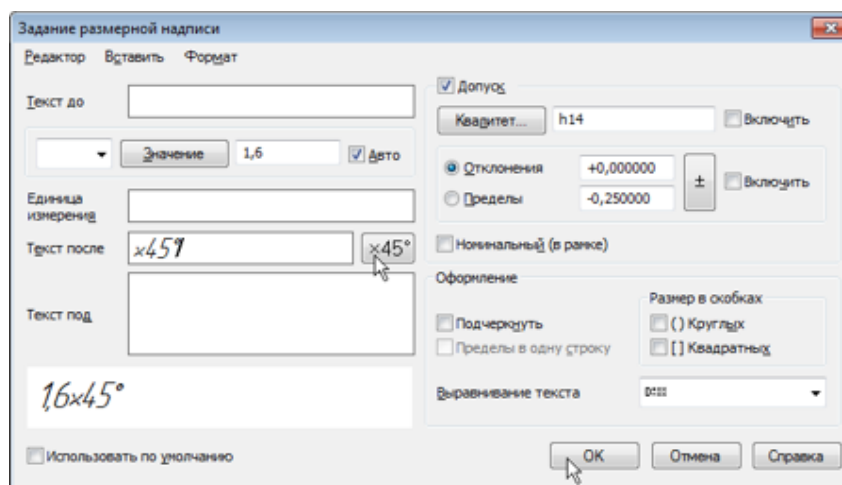 Задание размерной надписи
Редактор Вставить Формат
Текст до
Значение 1,6 Авто
Единица измерения
Текст после ×45° ×45°
Текст под
1,6×45°
Использовать по умолчанию
Допуск
Квалитет... h14 Включить
Отклонения +0,000000
Пределы -0,250000
± Включить
Номинальный (в рамке)
Оформление
Подчеркнуть
Пределы в одну строку
Размер в скобках
( ) Круглых
[ ] Квадратных
Выравнивание текста
OK Отмена Справка